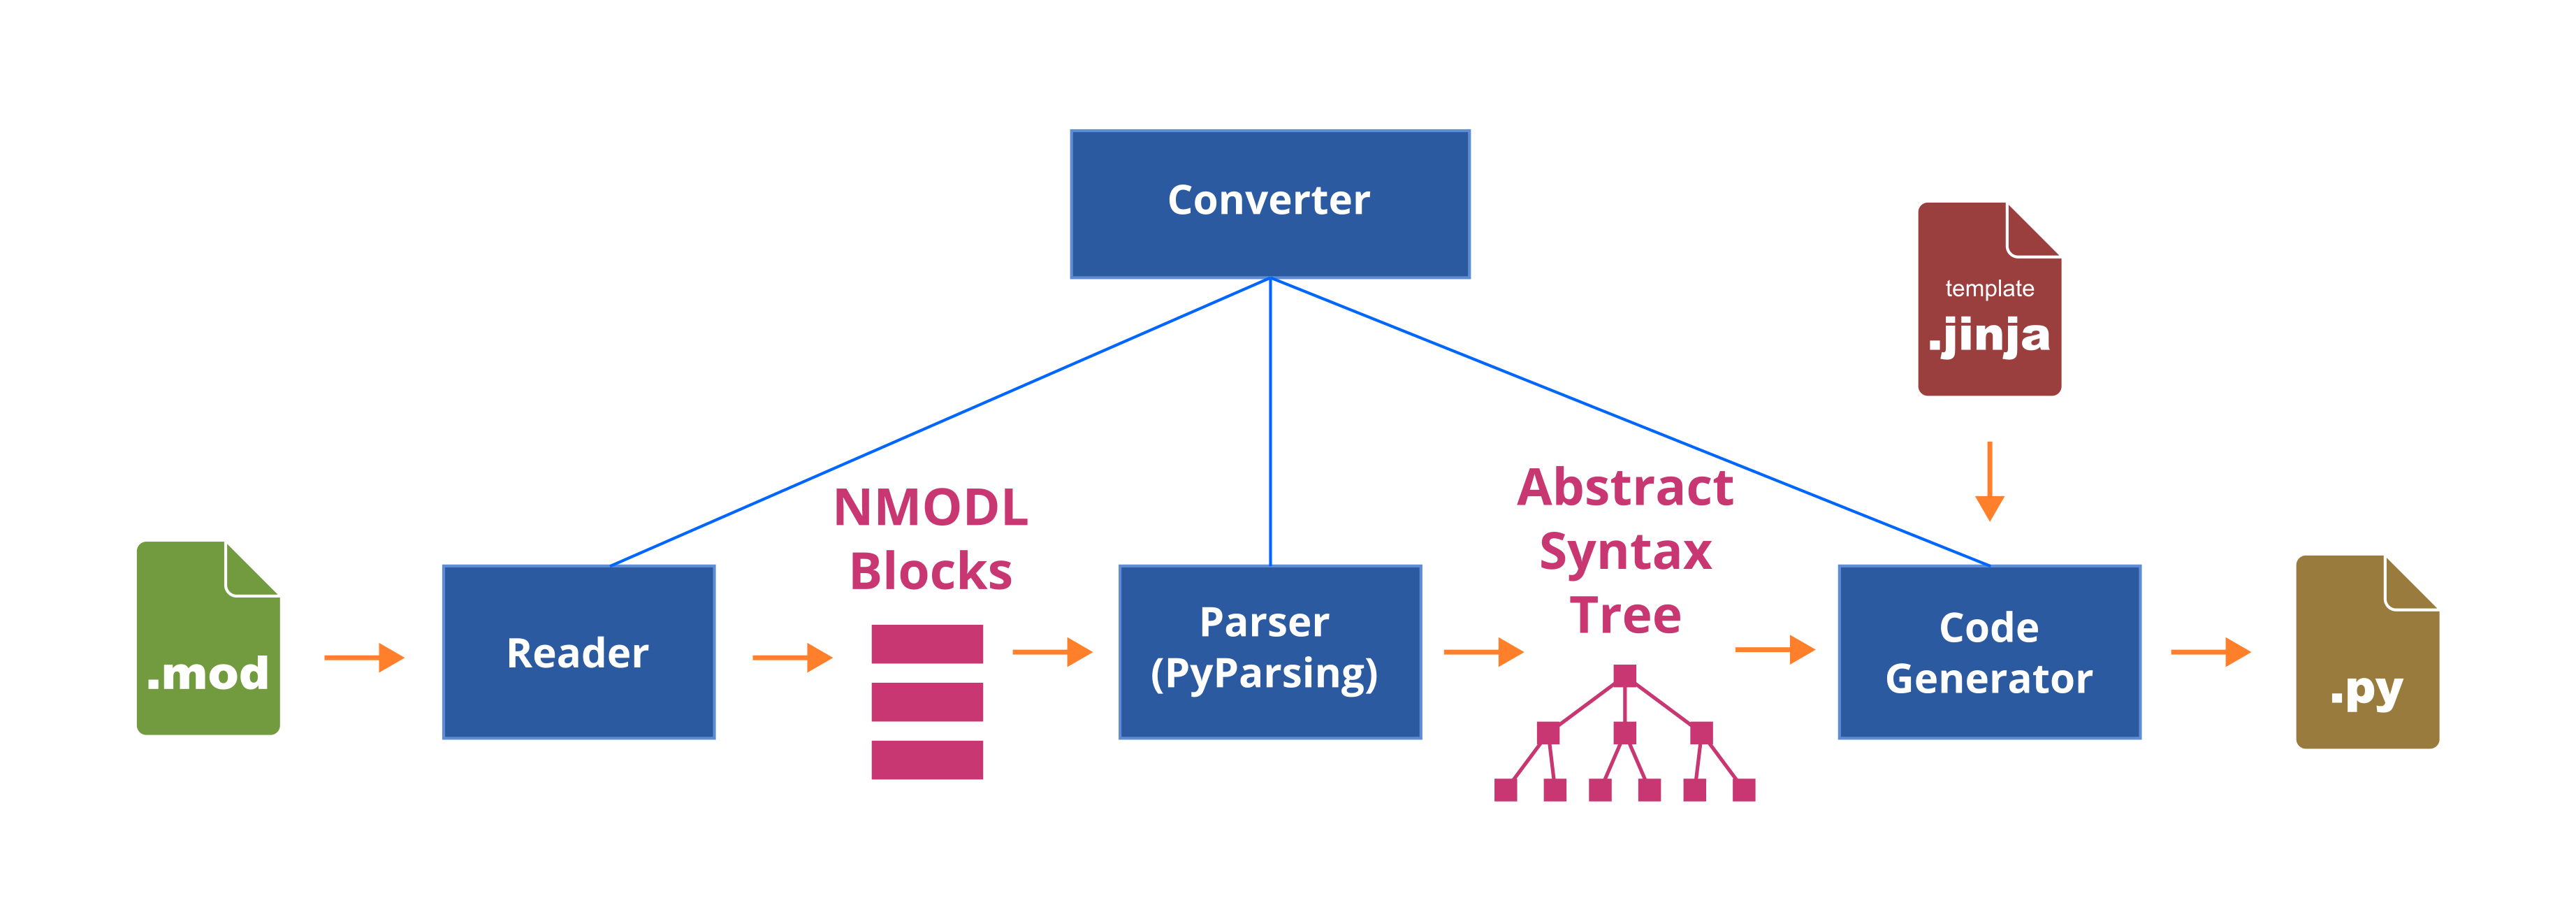 Converter
template
.jinja
NMODL
Blocks
Abstract
Syntax
Tree
.mod
Reader
Parser
(PyParsing)
Code
Generator
.py